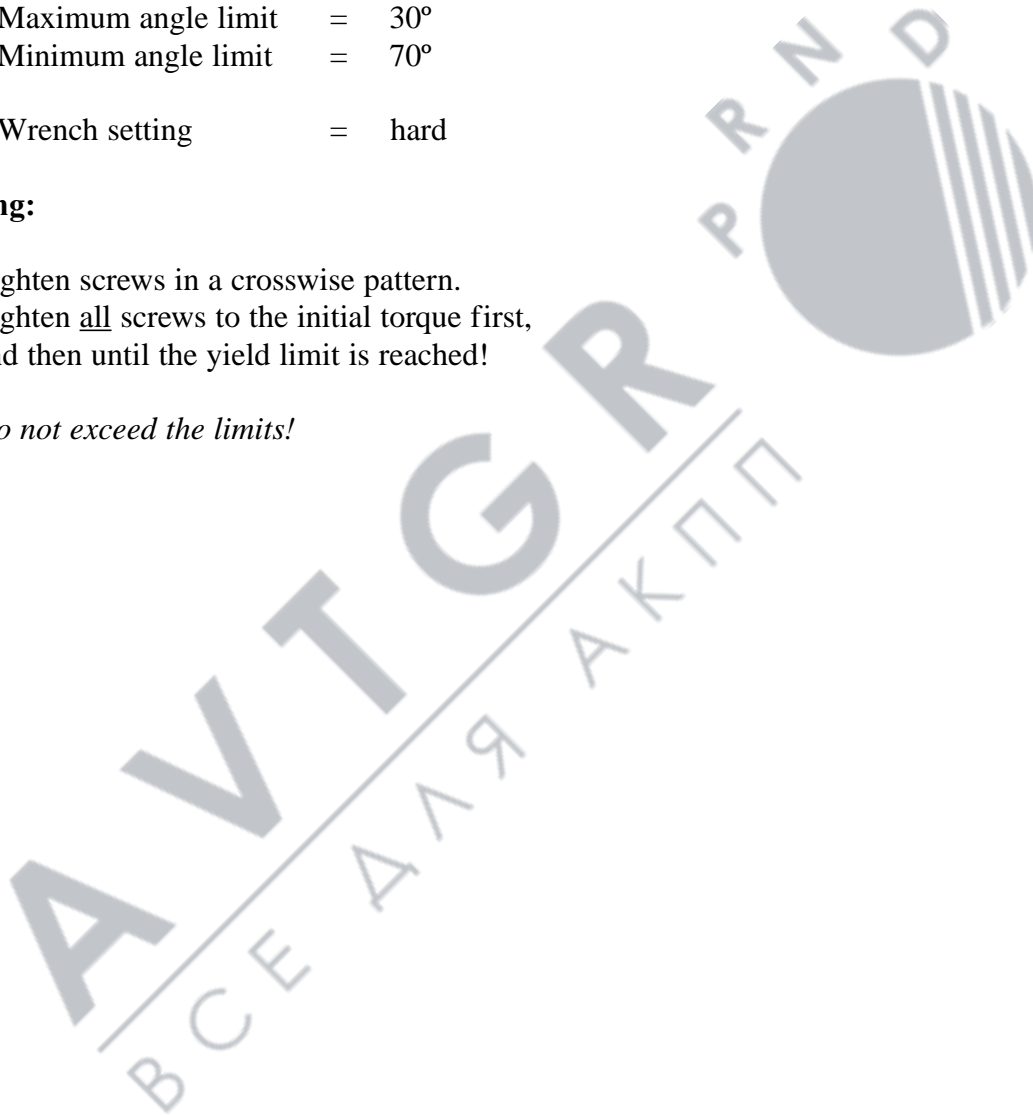 Maximum angle limit = 30º
Minimum angle limit = 70º
Wrench setting = hard
ng:
ghten screws in a crosswise pattern.
ghten all screws to the initial torque first,
d then until the yield limit is reached!
o not exceed the limits!
P R N D
AVTGR
ВСЕ ДЛЯ АКПП